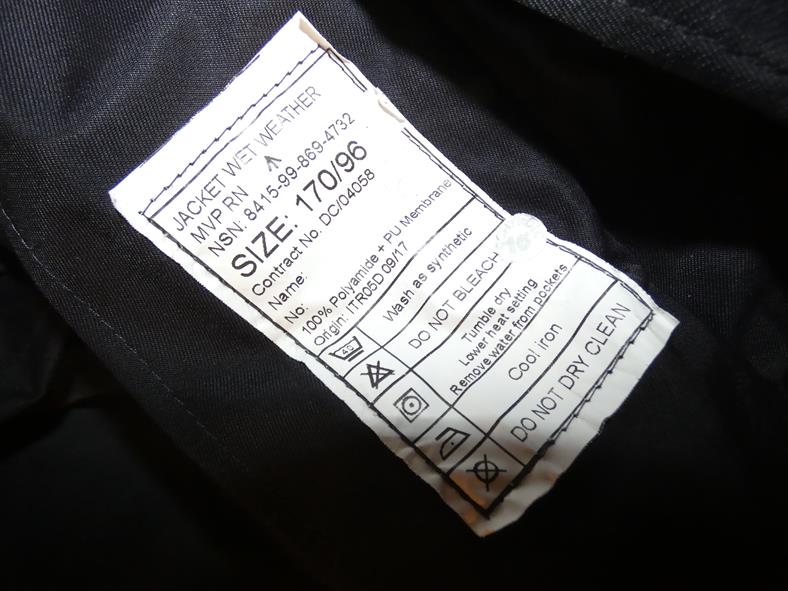 JACKET WET WEATHER
MVP RN
NSN: 8415-99-869-4732
SIZE: 170/96
Contract No. DC/04058
Name:
No:
100% Polyamide + PU Membrane
Origin: ITR05D 09/17
40
Wash as synthetic
DO NOT BLEACH
Tumble dry
Lower heat setting
Remove water from pockets
Cool iron
DO NOT DRY CLEAN